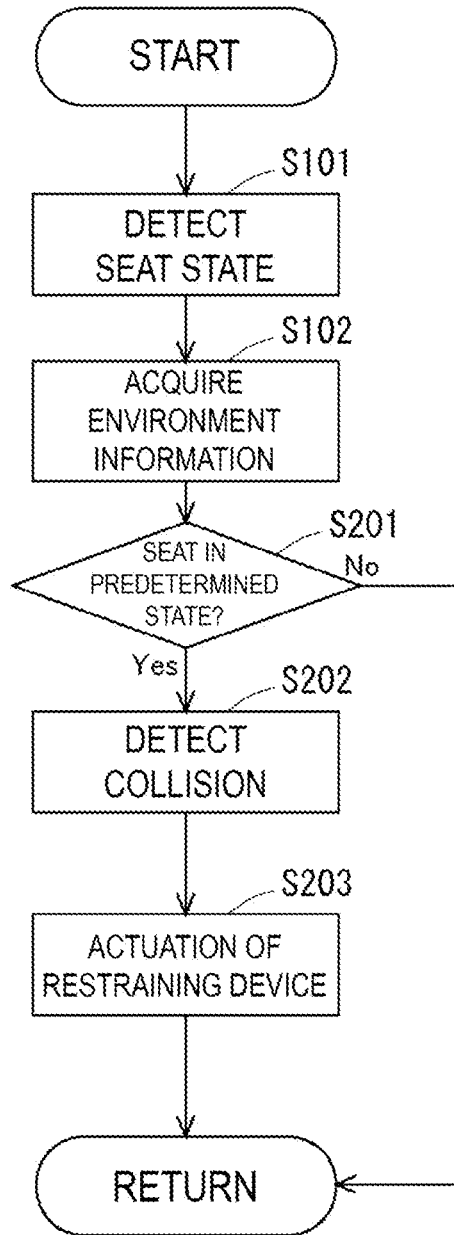 START
S101
DETECT
SEAT STATE
S102
ACQUIRE
ENVIRONMENT
INFORMATION
S201
SEAT IN
PREDETERMINED
STATE?
No
Yes
S202
DETECT
COLLISION
S203
ACTUATION OF
RESTRAINING DEVICE
RETURN